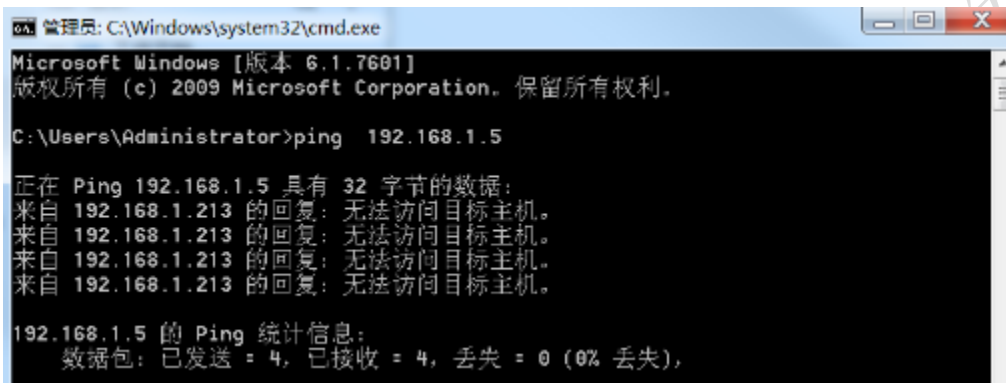 管理员: C:\Windows\system32\cmd.exe
Microsoft Windows [版本 6.1.7601]
版权所有 (c) 2009 Microsoft Corporation。保留所有权利。
C:\Users\Administrator>ping  192.168.1.5
正在 Ping 192.168.1.5 具有 32 字节的数据:
来自 192.168.1.213 的回复: 无法访问目标主机。
来自 192.168.1.213 的回复: 无法访问目标主机。
来自 192.168.1.213 的回复: 无法访问目标主机。
来自 192.168.1.213 的回复: 无法访问目标主机。
192.168.1.5 的 Ping 统计信息:
数据包: 已发送 = 4, 已接收 = 4, 丢失 = 0 (0% 丢失),